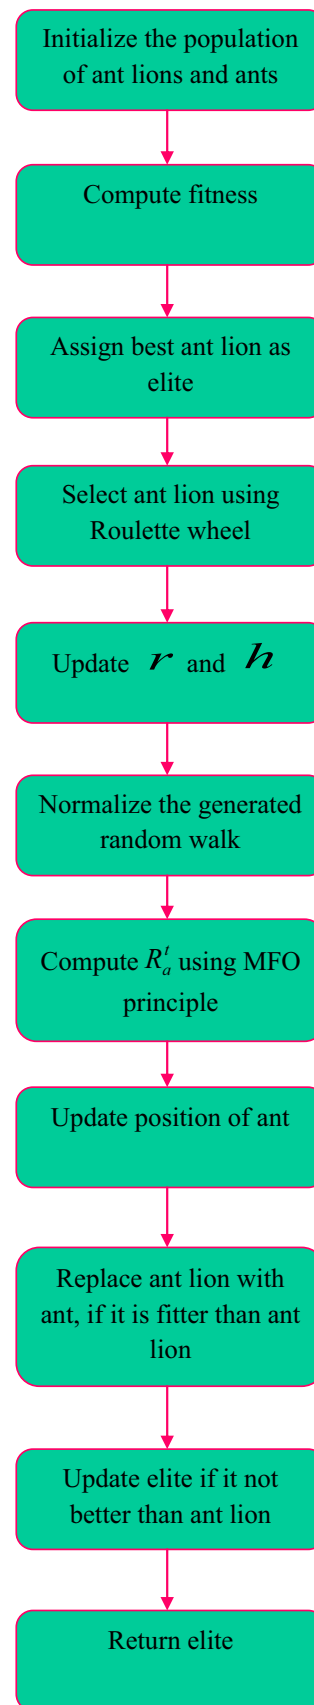 Initialize the population
of ant lions and ants
Compute fitness
Assign best ant lion as
elite
Select ant lion using
Roulette wheel
Update r and h
Normalize the generated
random walk
Compute R_a^t using MFO
principle
Update position of ant
Replace ant lion with
ant, if it is fitter than ant
lion
Update elite if it not
better than ant lion
Return elite